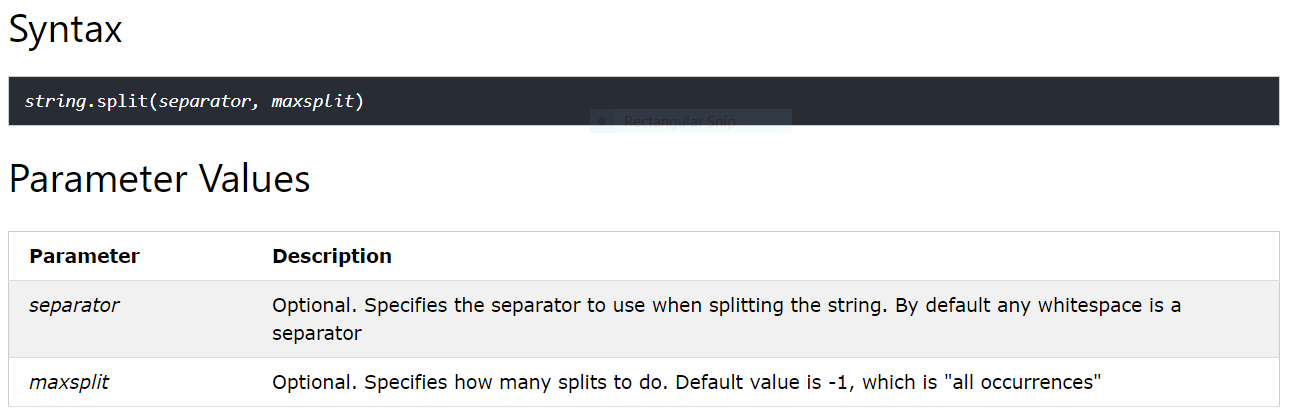 Syntax
string.split(separator, maxsplit)
Rectangular Snip
Parameter Values
Parameter Description
separator Optional. Specifies the separator to use when splitting the string. By default any whitespace is a
separator
maxsplit Optional. Specifies how many splits to do. Default value is -1, which is "all occurrences"